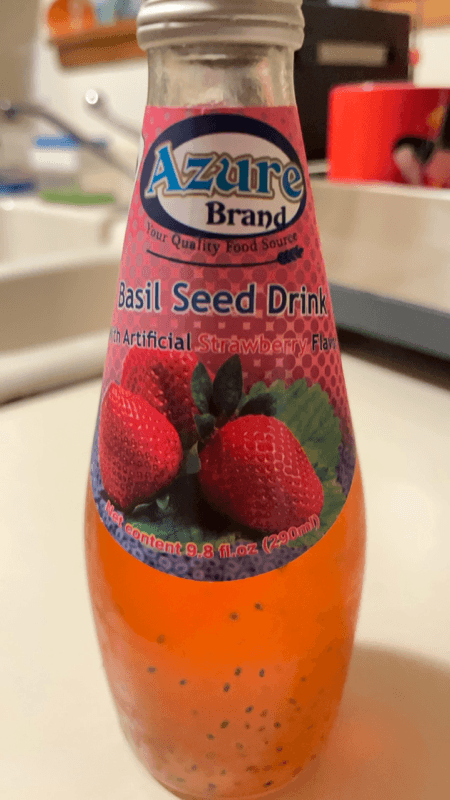 Azure
Brand
Your Quality Food Source
Basil Seed Drink
th Artificial Strawberry Flavo
Net content 9.8 fl.oz (290ml)